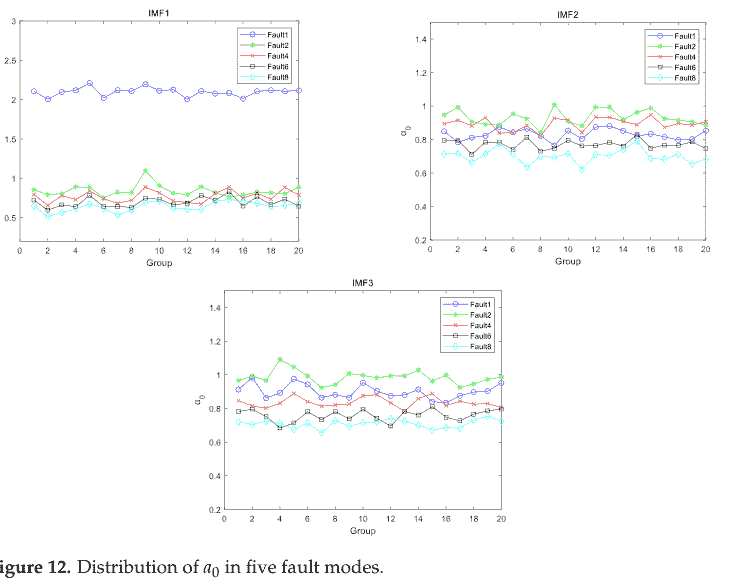 IMF1
3
2.5
2
1.5
1
0.5
0 2 4 6 8 10 12 14 16 18 20
Group
Fault1
Fault2
Fault4
Fault6
Fault8
IMF2
1.4
1.2
1
0.8
0.6
0.4
0.2
a₀
0 2 4 6 8 10 12 14 16 18 20
Group
Fault1
Fault2
Fault4
Fault6
Fault8
IMF3
1.4
1.2
1
0.8
0.6
0.4
0.2
a₀
0 2 4 6 8 10 12 14 16 18 20
Group
Fault1
Fault2
Fault4
Fault6
Fault8
igure 12. Distribution of a₀ in five fault modes.